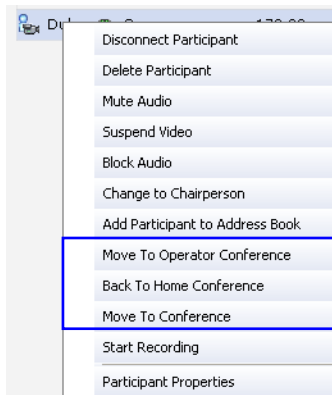 Disconnect Participant
Delete Participant
Mute Audio
Suspend Video
Block Audio
Change to Chairperson
Add Participant to Address Book
Move To Operator Conference
Back To Home Conference
Move To Conference
Start Recording
Participant Properties